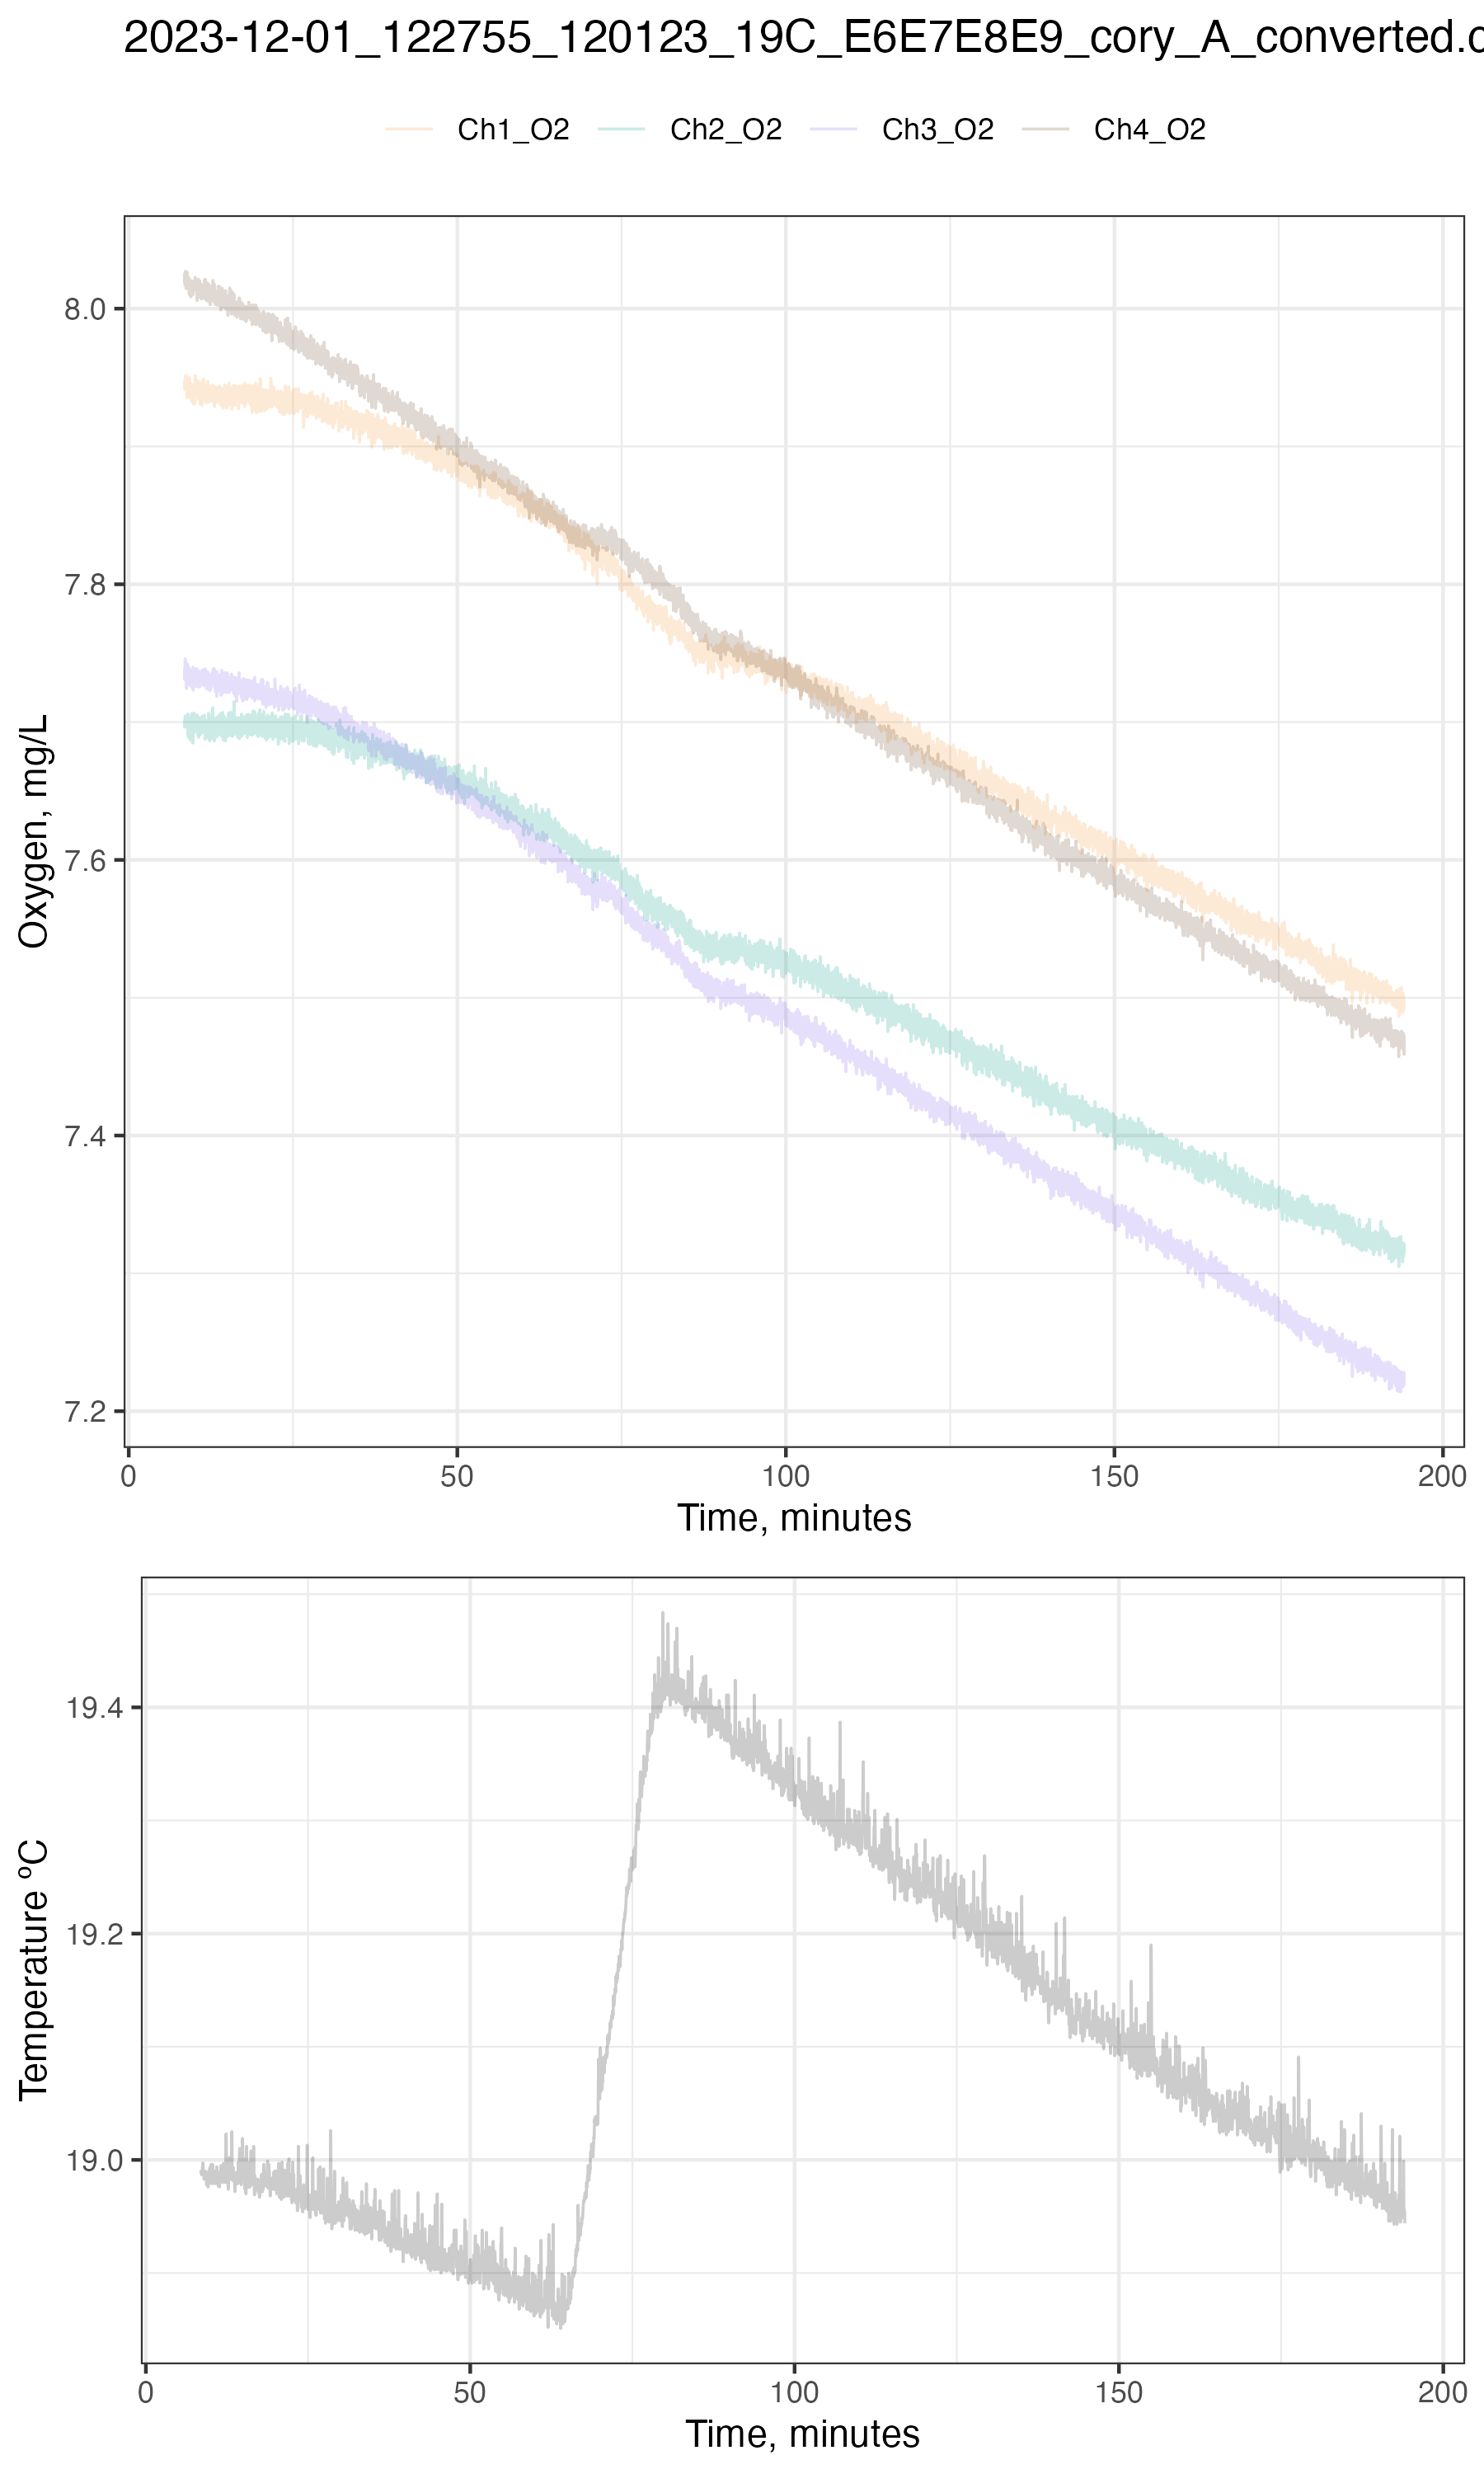 2023-12-01_122755_120123_19C_E6E7E8E9_cory_A_converted.c
Ch1_O2 Ch2_O2 Ch3_O2 Ch4_O2
8.0
7.8
7.6
7.4
7.2
Oxygen, mg/L
0 50 100 150 200
Time, minutes
19.4
19.2
19.0
Temperature ºC
0 50 100 150 200
Time, minutes